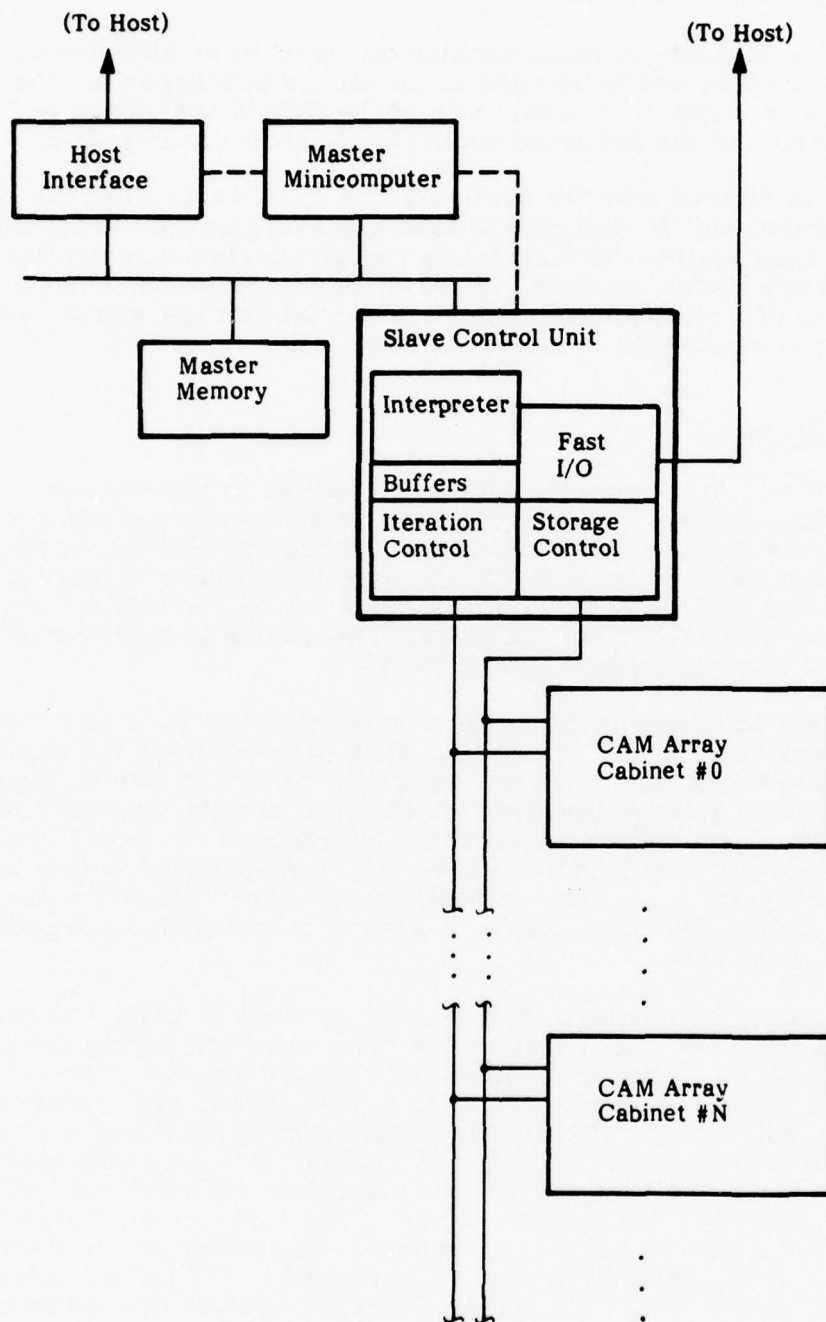 (To Host)
(To Host)
Host
Interface
Master
Minicomputer
Master
Memory
Slave Control Unit
Interpreter
Fast
I/O
Buffers
Iteration
Control
Storage
Control
CAM Array
Cabinet #0
CAM Array
Cabinet #N